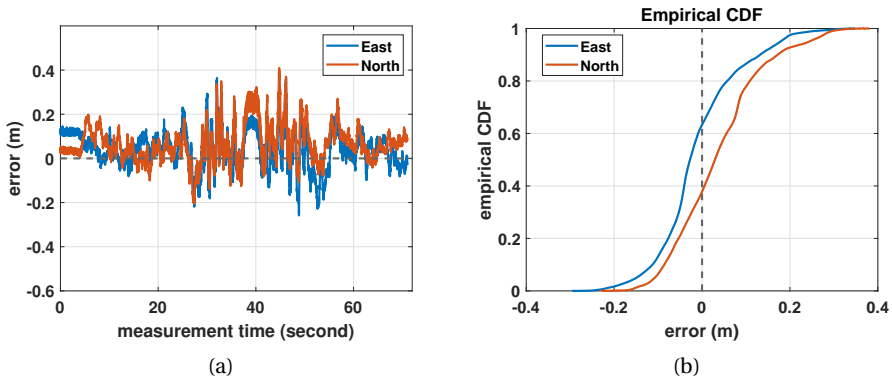 East
North
0.4
0.2
0
-0.2
-0.4
-0.6
error (m)
0
20
40
60
measurement time (second)
(a)
Empirical CDF
East
North
1
0.8
0.6
0.4
0.2
0
empirical CDF
-0.4
-0.2
0
0.2
0.4
error (m)
(b)